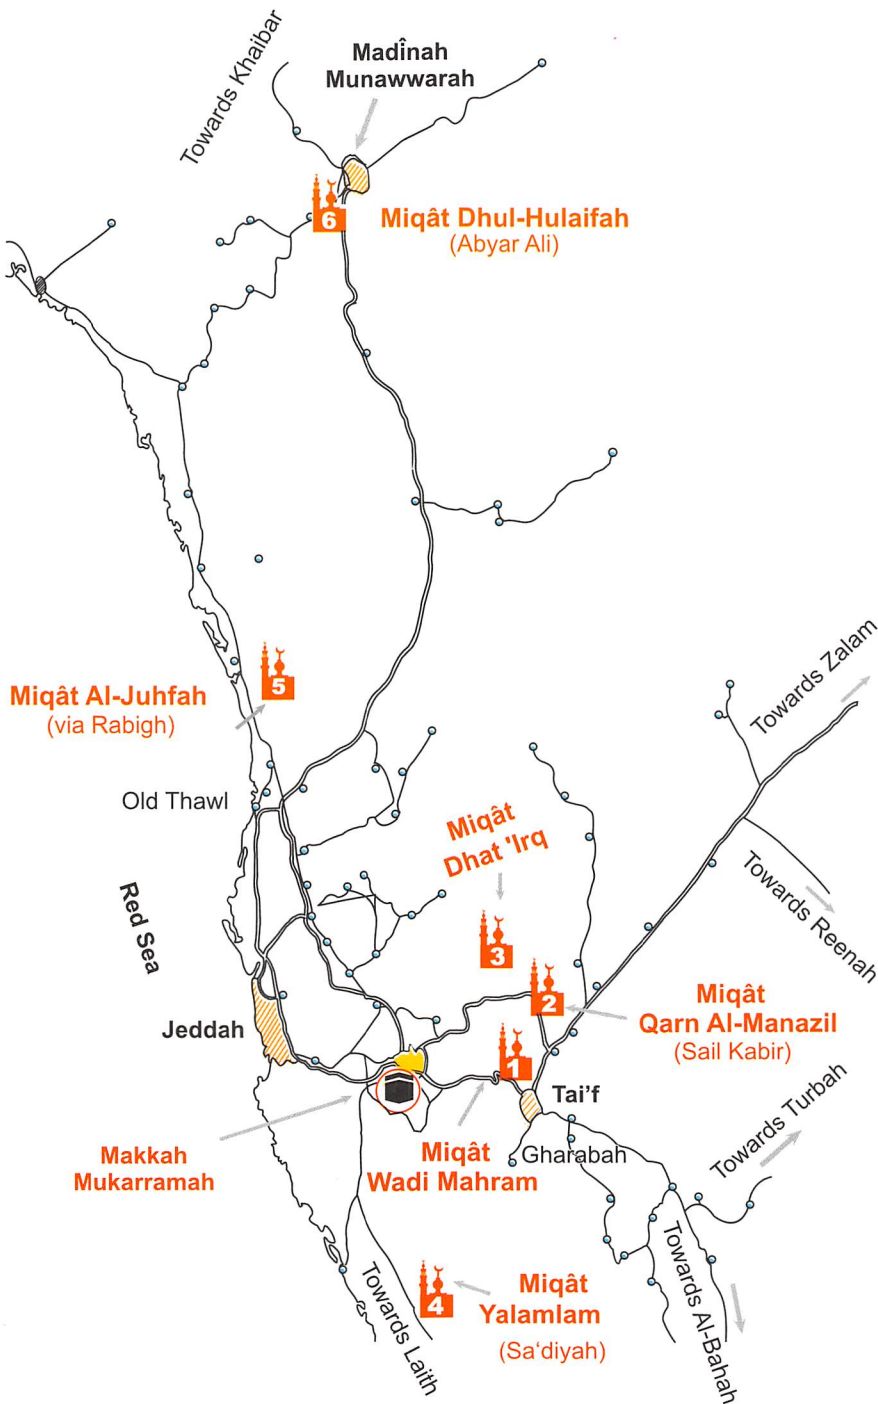 Towards Khaibar
Madînah
Munawwarah
6
Miqât Dhul-Hulaifah
(Abyar Ali)
5
Miqât Al-Juhfah
(via Rabigh)
Towards Zalam
Old Thawl
Miqât
Dhat 'Irq
Towards Reenah
Red Sea
3
2
Miqât
Qarn Al-Manazil
(Sail Kabir)
Jeddah
1
Tai’f
Towards Turbah
Makkah
Mukarramah
Miqât
Wadi Mahram
Gharabah
Towards Laith
4
Miqât
Yalamlam
(Sa‘diyah)
Towards Al-Bahah